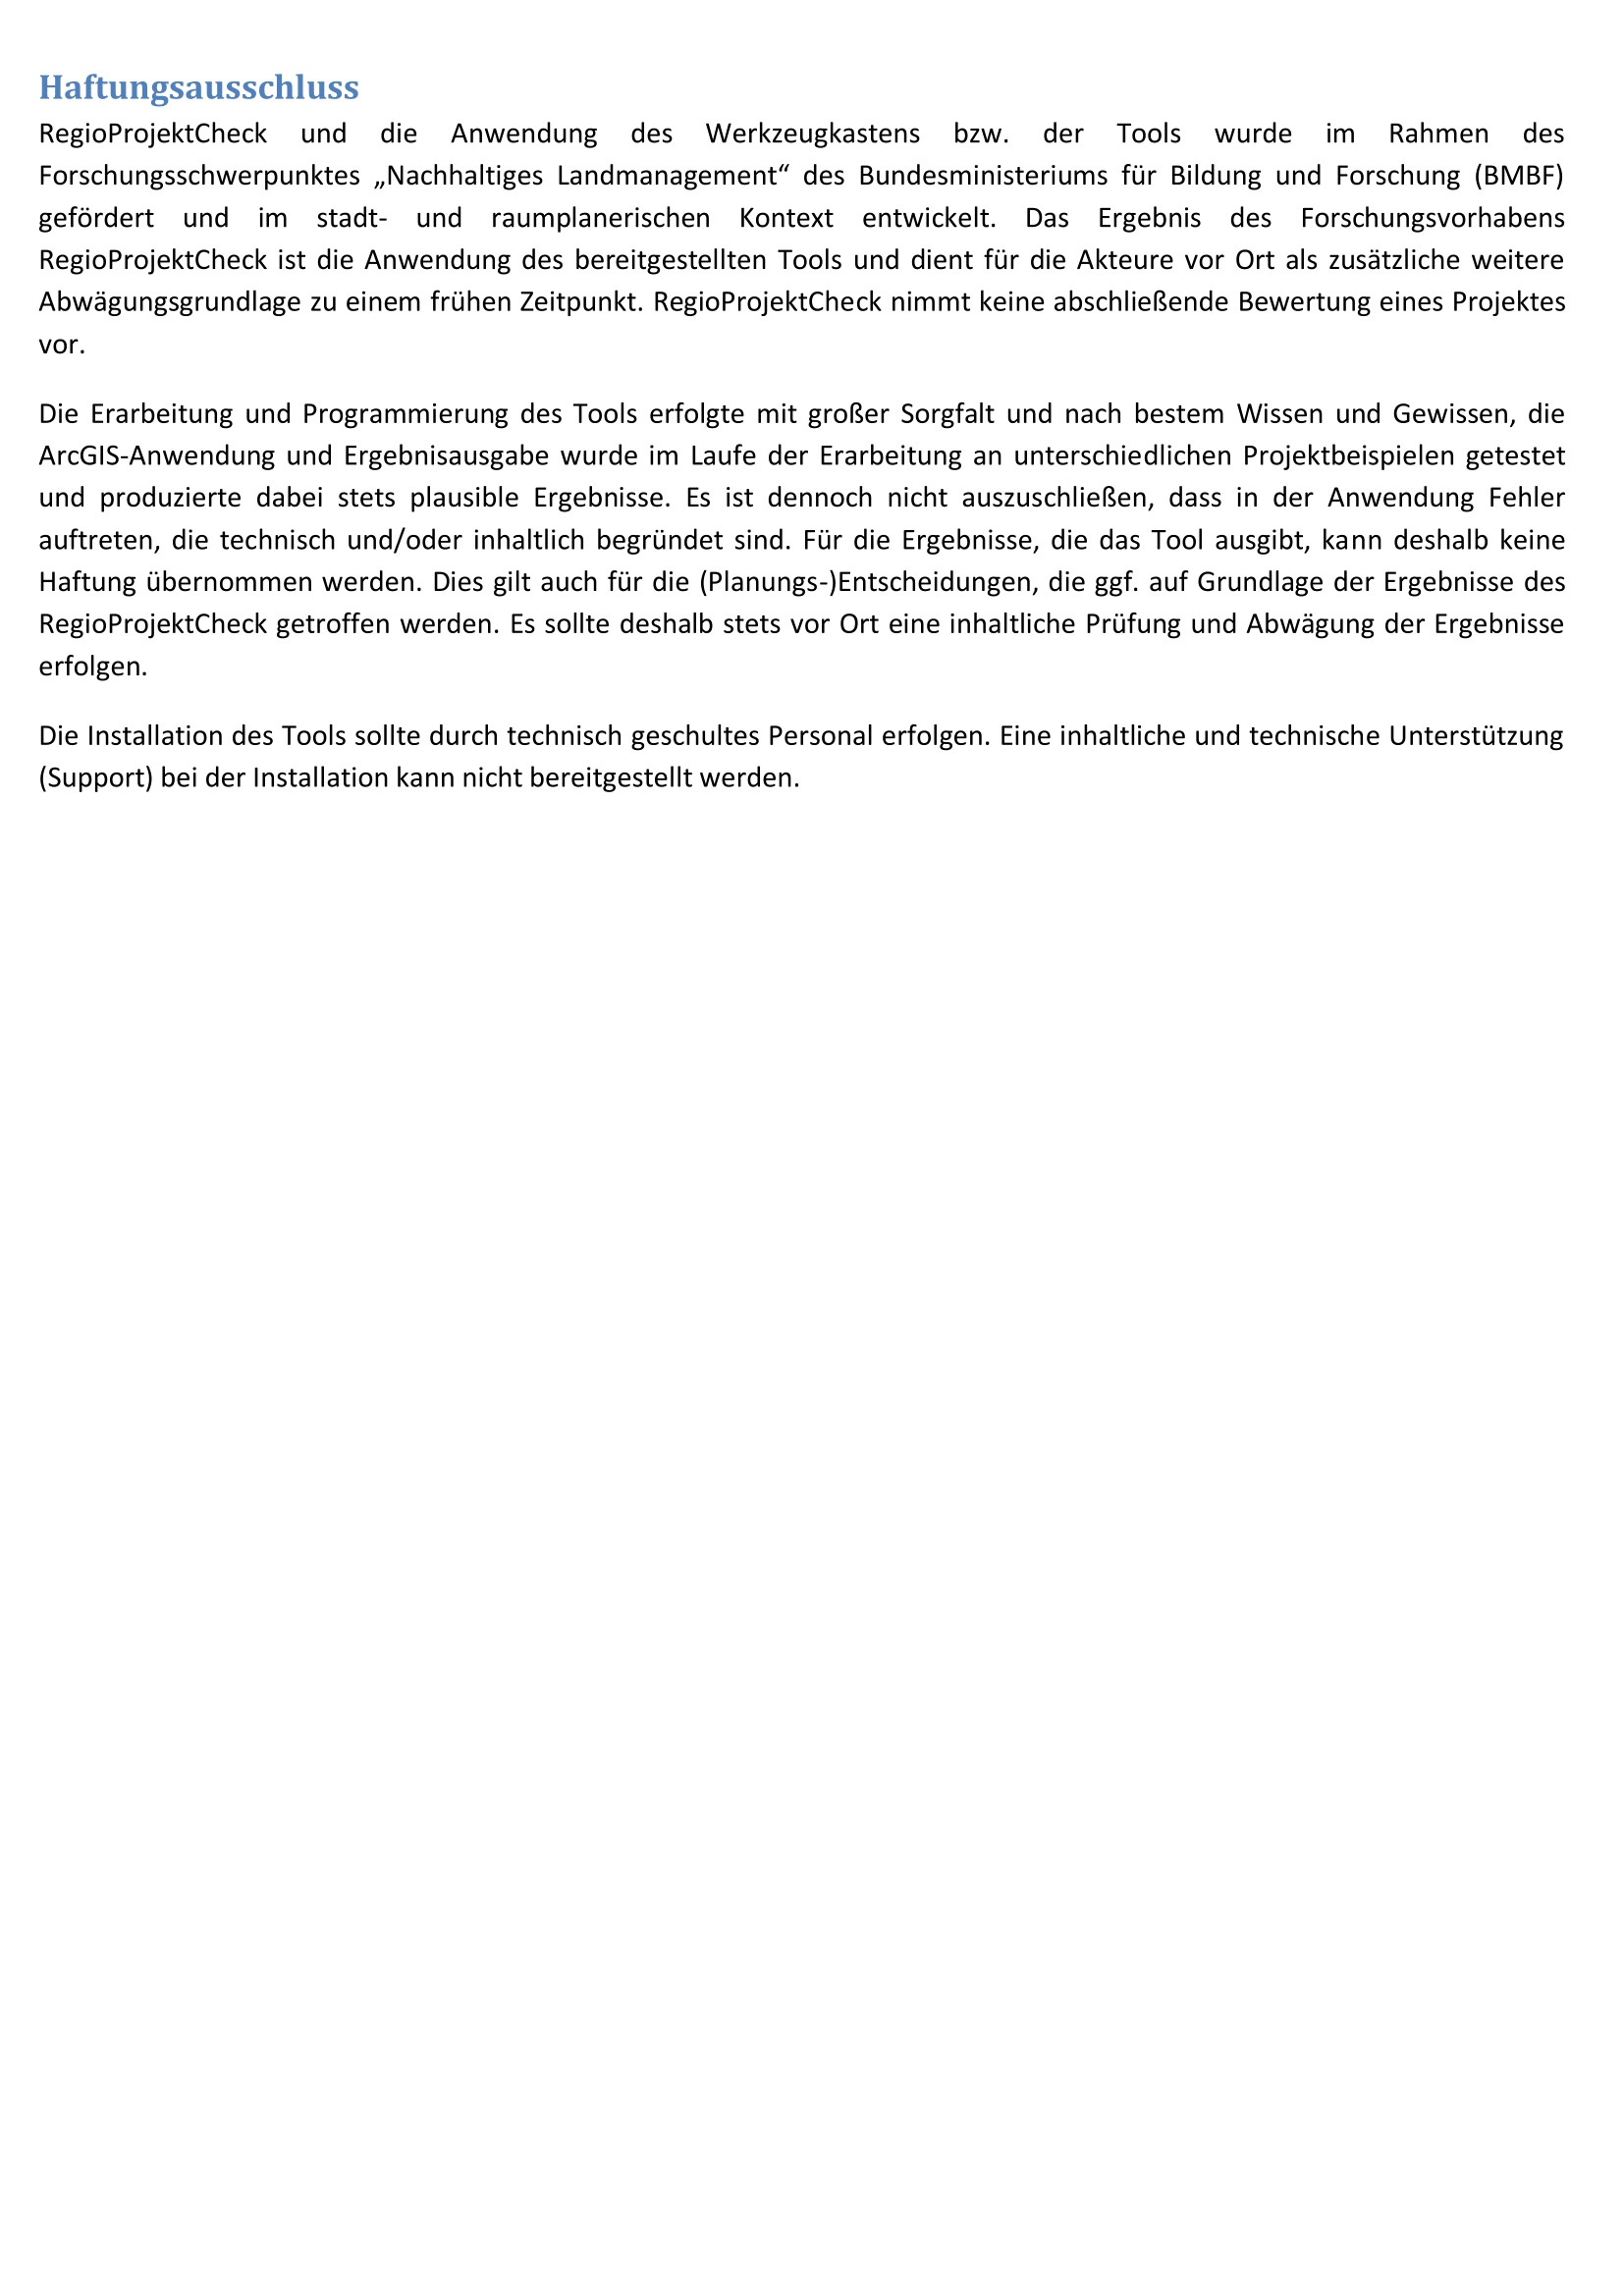 Haftungsausschluss
RegioProjektCheck und die Anwendung des Werkzeugkastens bzw. der Tools wurde im Rahmen des
Forschungsschwerpunktes „Nachhaltiges Landmanagement“ des Bundesministeriums für Bildung und Forschung (BMBF)
gefördert und im stadt- und raumplanerischen Kontext entwickelt. Das Ergebnis des Forschungsvorhabens
RegioProjektCheck ist die Anwendung des bereitgestellten Tools und dient für die Akteure vor Ort als zusätzliche weitere
Abwägungsgrundlage zu einem frühen Zeitpunkt. RegioProjektCheck nimmt keine abschließende Bewertung eines Projektes
vor.
Die Erarbeitung und Programmierung des Tools erfolgte mit großer Sorgfalt und nach bestem Wissen und Gewissen, die
ArcGIS-Anwendung und Ergebnisausgabe wurde im Laufe der Erarbeitung an unterschiedlichen Projektbeispielen getestet
und produzierte dabei stets plausible Ergebnisse. Es ist dennoch nicht auszuschließen, dass in der Anwendung Fehler
auftreten, die technisch und/oder inhaltlich begründet sind. Für die Ergebnisse, die das Tool ausgibt, kann deshalb keine
Haftung übernommen werden. Dies gilt auch für die (Planungs-)Entscheidungen, die ggf. auf Grundlage der Ergebnisse des
RegioProjektCheck getroffen werden. Es sollte deshalb stets vor Ort eine inhaltliche Prüfung und Abwägung der Ergebnisse
erfolgen.
Die Installation des Tools sollte durch technisch geschultes Personal erfolgen. Eine inhaltliche und technische Unterstützung
(Support) bei der Installation kann nicht bereitgestellt werden.